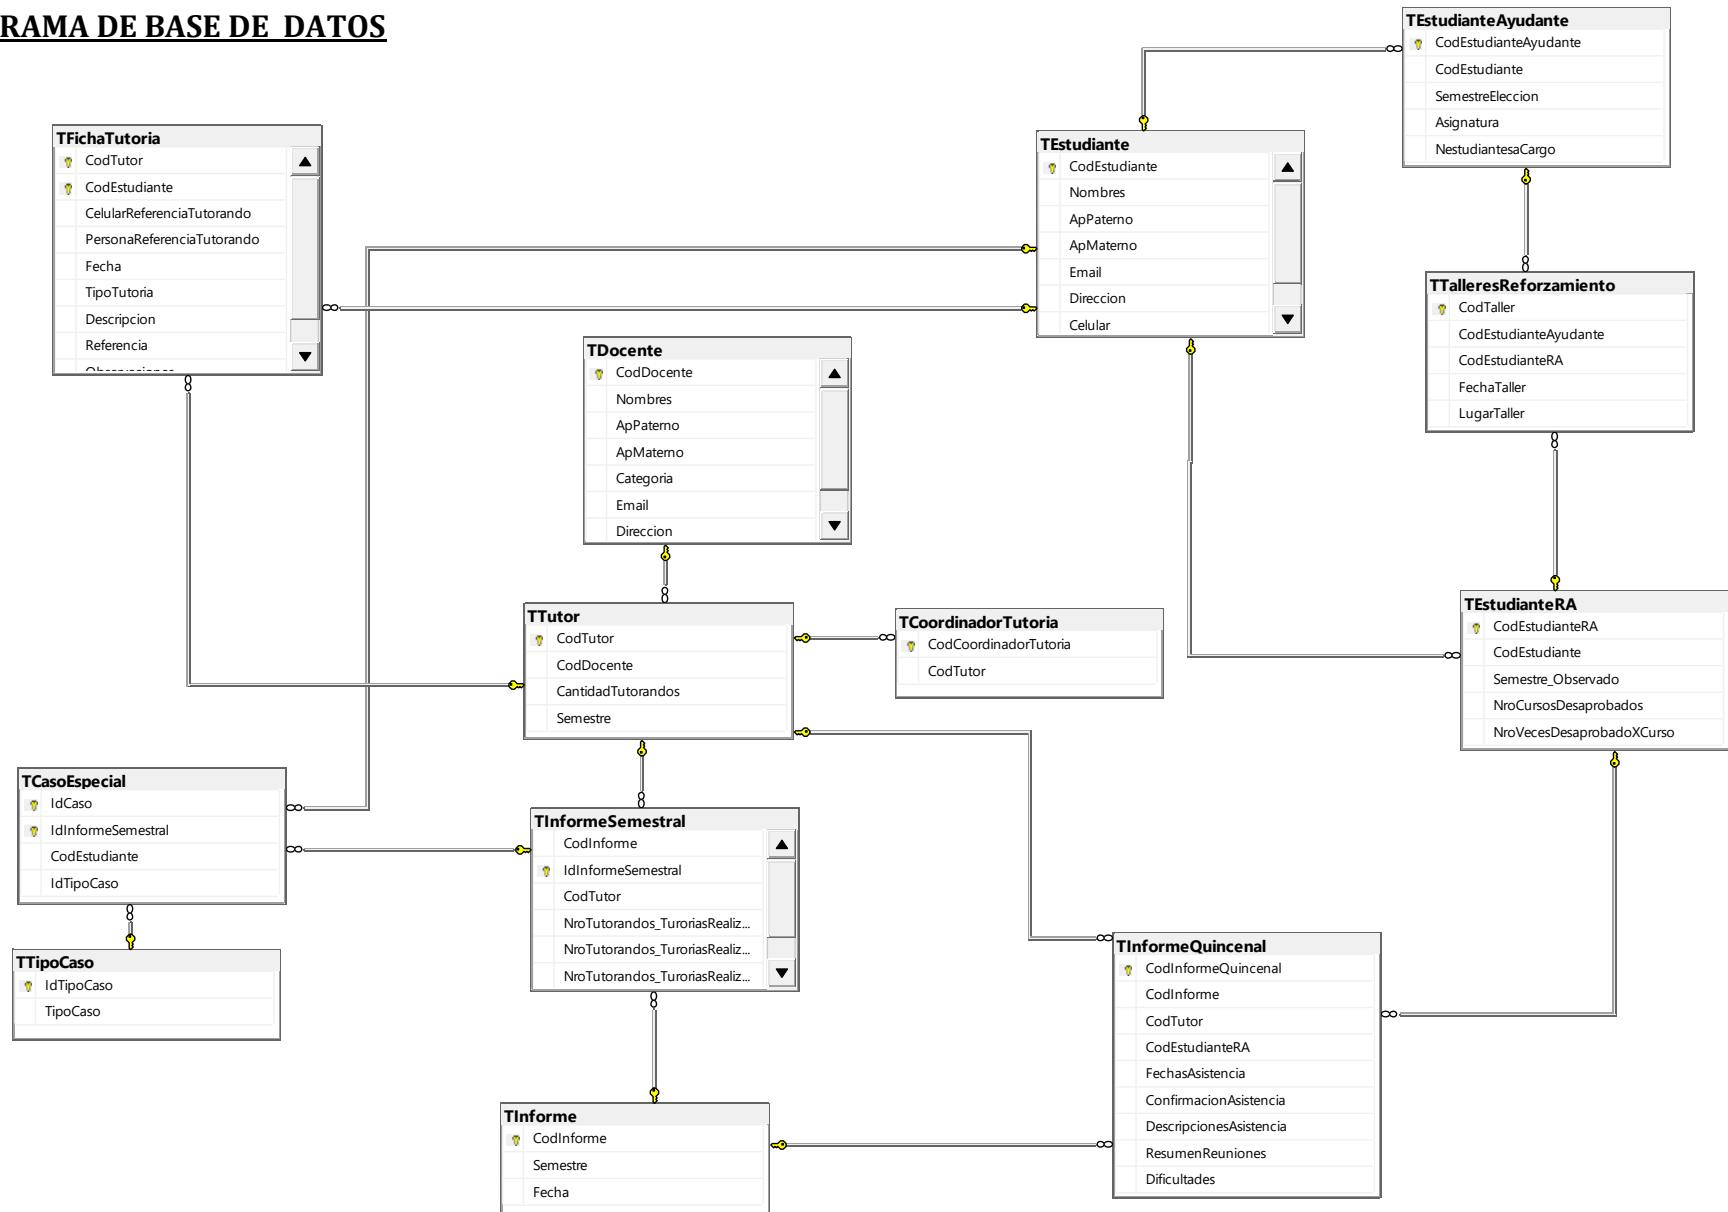 RAMA DE BASE DE DATOS
TEstudianteAyudante
CodEstudianteAyudante
CodEstudiante
SemestreEleccion
Asignatura
NestudiantesaCargo
TFichaTutoria
CodTutor
CodEstudiante
CelularReferenciaTutorando
PersonaReferenciaTutorando
Fecha
TipoTutoria
Descripcion
Referencia
TEstudiante
CodEstudiante
Nombres
ApPaterno
ApMaterno
Email
Direccion
Celular
TTalleresReforzamiento
CodTaller
CodEstudianteAyudante
CodEstudianteRA
FechaTaller
LugarTaller
TDocente
CodDocente
Nombres
ApPaterno
ApMaterno
Categoria
Email
Direccion
TTutor
CodTutor
CodDocente
CantidadTutorandos
Semestre
TCoordinadorTutoria
CodCoordinadorTutoria
CodTutor
TEstudianteRA
CodEstudianteRA
CodEstudiante
Semestre_Observado
NroCursosDesaprobados
NroVecesDesaprobadoXCurso
TCasoEspecial
IdCaso
IdInformeSemestral
CodEstudiante
IdTipoCaso
TInformeSemestral
CodInforme
IdInformeSemestral
CodTutor
NroTutorandos_TuroriasRealiz...
NroTutorandos_TuroriasRealiz...
NroTutorandos_TuroriasRealiz...
TTipoCaso
IdTipoCaso
TipoCaso
TInformeQuincenal
CodInformeQuincenal
CodInforme
CodTutor
CodEstudianteRA
FechasAsistencia
ConfirmacionAsistencia
DescripcionesAsistencia
ResumenReuniones
Dificultades
TInforme
CodInforme
Semestre
Fecha